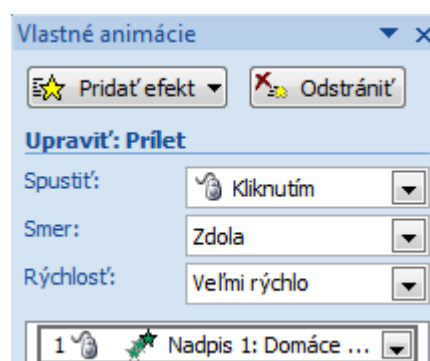 Vlastné animácie
Pridať efekt Odstrániť
Upraviť: Prílet
Spustiť: Kliknutím
Smer: Zdola
Rýchlosť: Veľmi rýchlo
1 Nadpis 1: Domáce ...